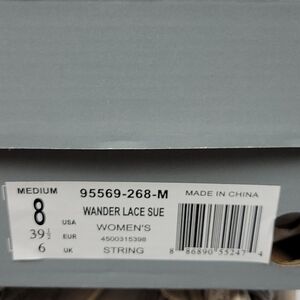 MEDIUM 95569-268-M MADE IN CHINA
8 USA WANDER LACE SUE
39½ EUR WOMEN'S
4500315398
6 UK STRING
8 86890 55247 4